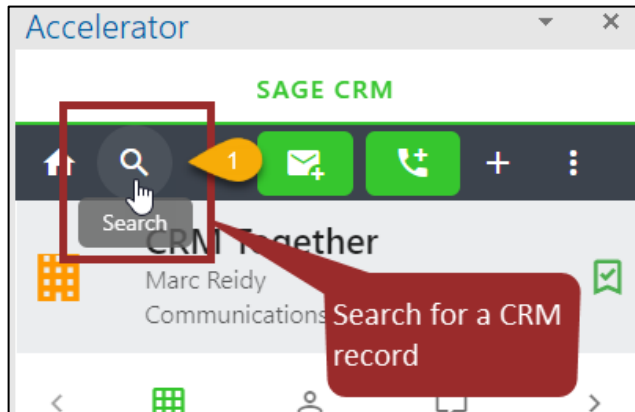 Accelerator
SAGE CRM
1
Search
CRM Together
Marc Reidy
Communications
Search for a CRM
record